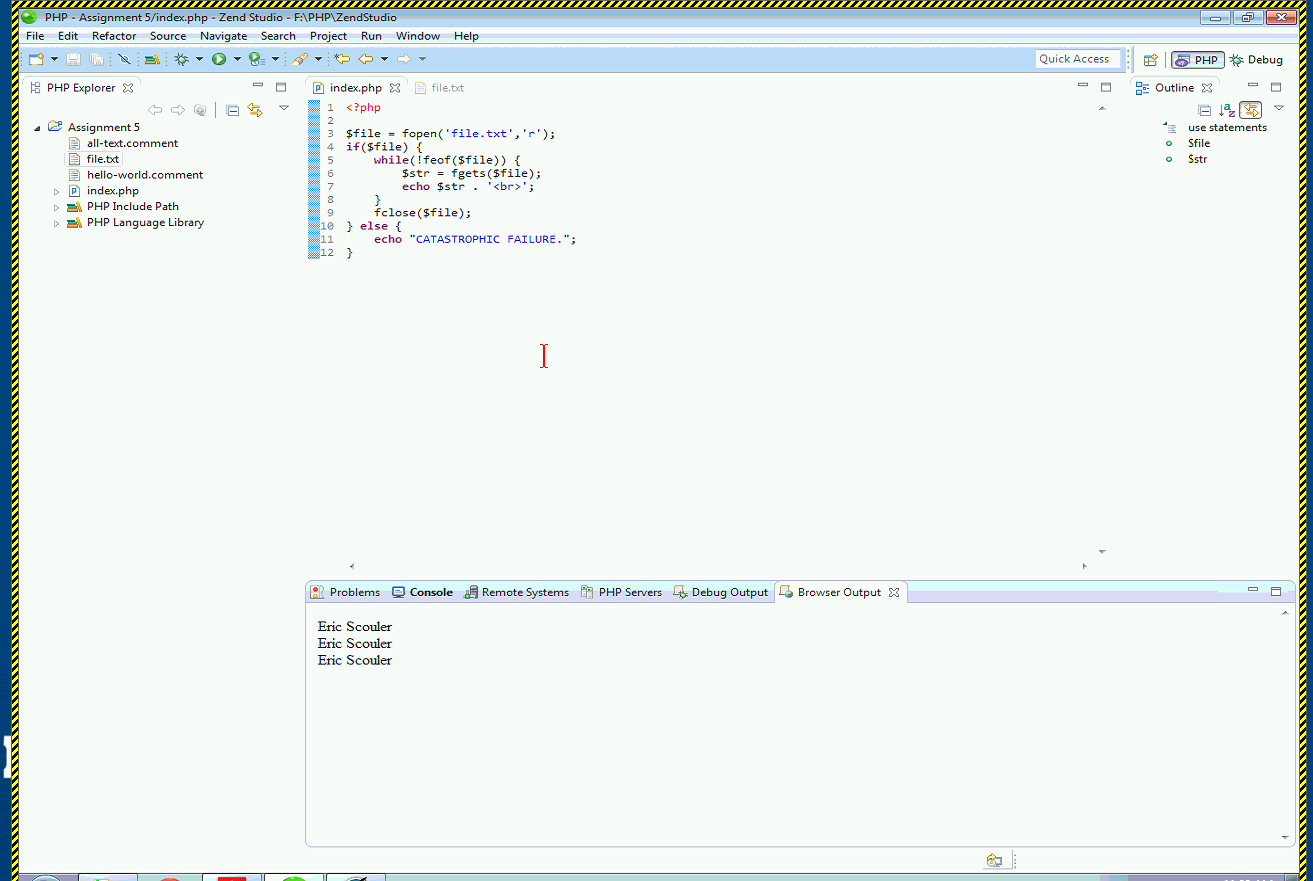 PHP - Assignment 5/index.php - Zend Studio - F:\PHP\ZendStudio
File Edit Refactor Source Navigate Search Project Run Window Help
Quick Access PHP Debug
PHP Explorer
index.php file.txt
Outline
Assignment 5
all-text.comment
file.txt
hello-world.comment
index.php
PHP Include Path
PHP Language Library
1 <?php
2
3 $file = fopen('file.txt','r');
4 if($file) {
5 while(!feof($file)) {
6 $str = fgets($file);
7 echo $str . '<br>';
8 }
9 fclose($file);
10 } else {
11 echo "CATASTROPHIC FAILURE.";
12 }
use statements
$file
$str
Problems Console Remote Systems PHP Servers Debug Output Browser Output
Eric Scouler
Eric Scouler
Eric Scouler